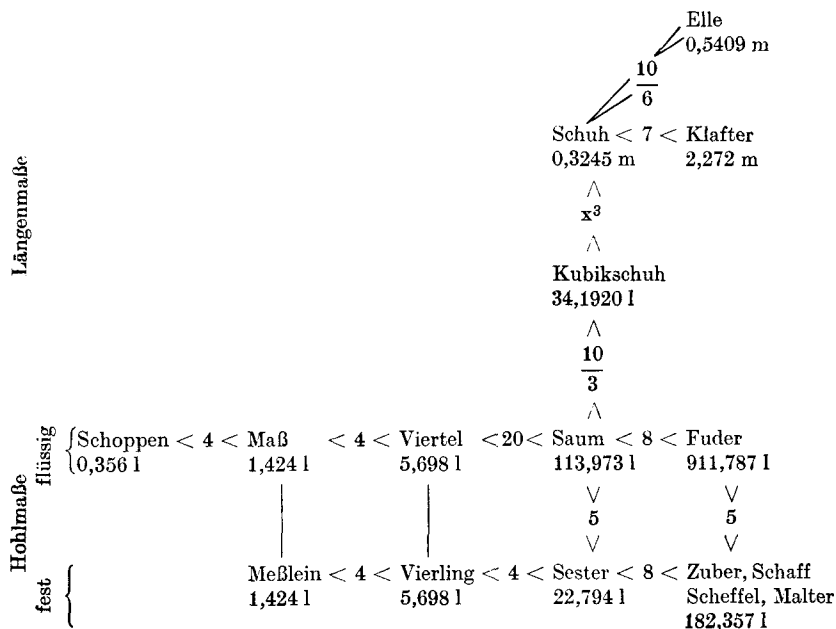 Elle
0,5409 m
10
6
Schuh < 7 < Klafter
0,3245 m 2,272 m
Längenmaße
x³
Kubikschuh
34,1920 l
10
3
Hohlmaße
flüssig
Schoppen < 4 < Maß < 4 < Viertel <20< Saum < 8 < Fuder
0,356 l 1,424 l 5,698 l 113,973 l 911,787 l
5 5
fest
Meßlein < 4 < Vierling < 4 < Sester < 8 < Zuber, Schaff
1,424 l 5,698 l 22,794 l Scheffel, Malter
182,357 l